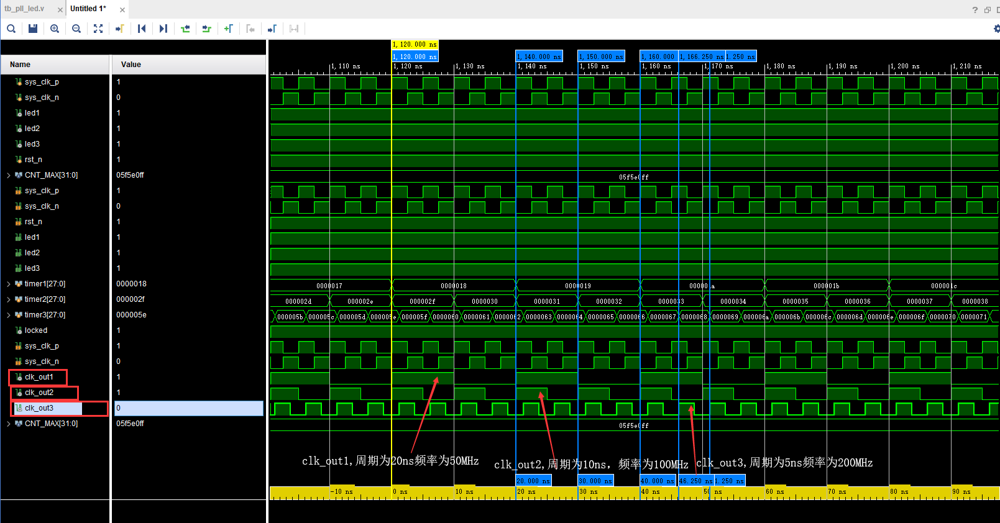 tb_pll_led.v
Untitled 1*
1,120.000 ns
1,120.000 ns 1,140.000 ns 1,150.000 ns 1,160.000 1,166.250 ns 1.250 ns
Name Value
1,110 ns 1,120 ns 1,130 ns 1,140 ns 1,150 ns 1,160 ns 1,170 ns 1,180 ns 1,190 ns 1,200 ns 1,210 ns
sys_clk_p 1
sys_clk_n 0
led1 1
led2 1
led3 1
rst_n 1
CNT_MAX[31:0] 05f5e0ff 05f5e0ff
sys_clk_p 1
sys_clk_n 0
rst_n 1
led1 1
led2 1
led3 1
timer1[27:0] 0000018 0000017 0000018 0000019 0000001b 000001c
timer2[27:0] 000002f 000002d 000002e 000002f 0000030 0000031 0000032 0000033 0000034 0000035 0000036 0000037 0000038
timer3[27:0] 000005e 000005b 000005c 000005d 000005e 000005f 0000060 0000061 0000062 0000063 0000064 0000065 0000066 0000067 0000068 0000069 000006a 000006b 000006c 000006d 000006e 000006f 0000070 0000071
locked 1
sys_clk_p 1
sys_clk_n 0
clk_out1 1
clk_out2 1
clk_out3 0
CNT_MAX[31:0] 05f5e0ff 05f5e0ff
clk_out1,周期为20ns频率为50MHz
clk_out2,周期为10ns，频率为100MHz
clk_out3,周期为5ns频率为200MHz
20.000 ns 30.000 ns 40.000 ns 46.250 ns 1.250 ns
-10 ns 0 ns 10 ns 20 ns 30 ns 40 ns 50 ns 60 ns 70 ns 80 ns 90 ns